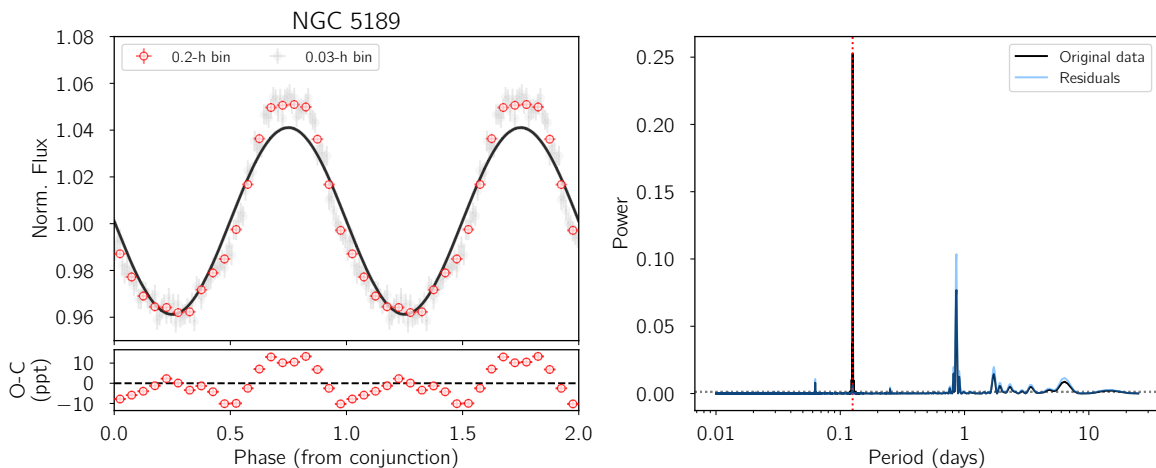 NGC 5189
1.08
1.06
1.04
1.02
1.00
0.98
0.96
Norm. Flux
0.2-h bin
0.03-h bin
10
0
−10
O-C
(ppt)
0.0
0.5
1.0
1.5
2.0
Phase (from conjunction)
0.25
0.20
0.15
0.10
0.05
0.00
Power
Original data
Residuals
0.01
0.1
1
10
Period (days)